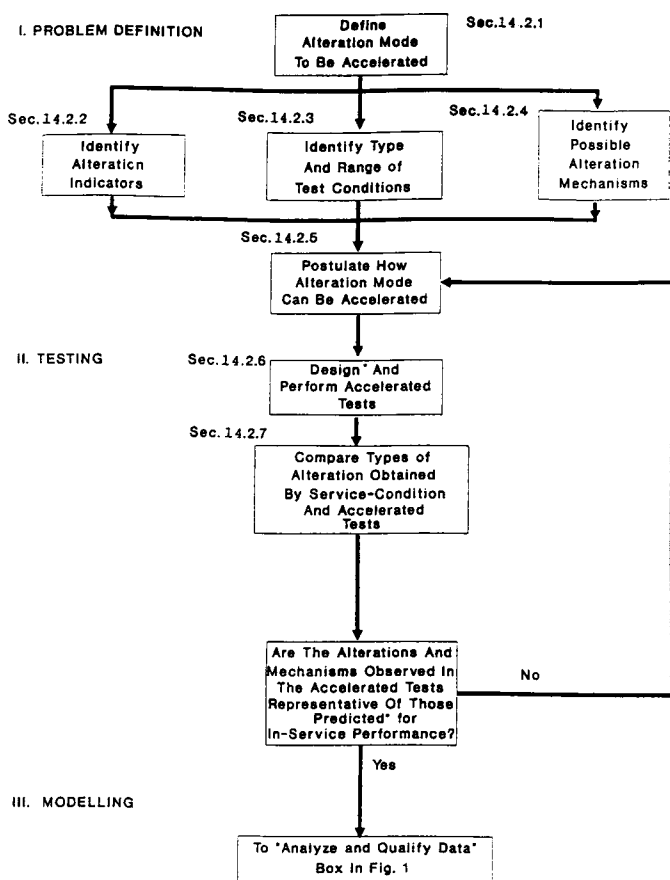 I. PROBLEM DEFINITION
Sec.14.2.1
Define
Alteration Mode
To Be Accelerated
Sec.14.2.2
Identify
Alteration
Indicators
Sec.14.2.3
Identify Type
And Range of
Test Conditions
Sec.14.2.4
Identify
Possible
Alteration
Mechanisms
Sec.14.2.5
Postulate How
Alteration Mode
Can Be Accelerated
II. TESTING
Sec.14.2.6
Design* And
Perform Accelerated
Tests
Sec.14.2.7
Compare Types of
Alteration Obtained
By Service-Condition
And Accelerated
Tests
Are The Alterations And
Mechanisms Observed In
The Accelerated Tests
Representative Of Those
Predicted* for
In-Service Performance?
No
Yes
III. MODELLING
To "Analyze and Qualify Data"
Box In Fig. 1